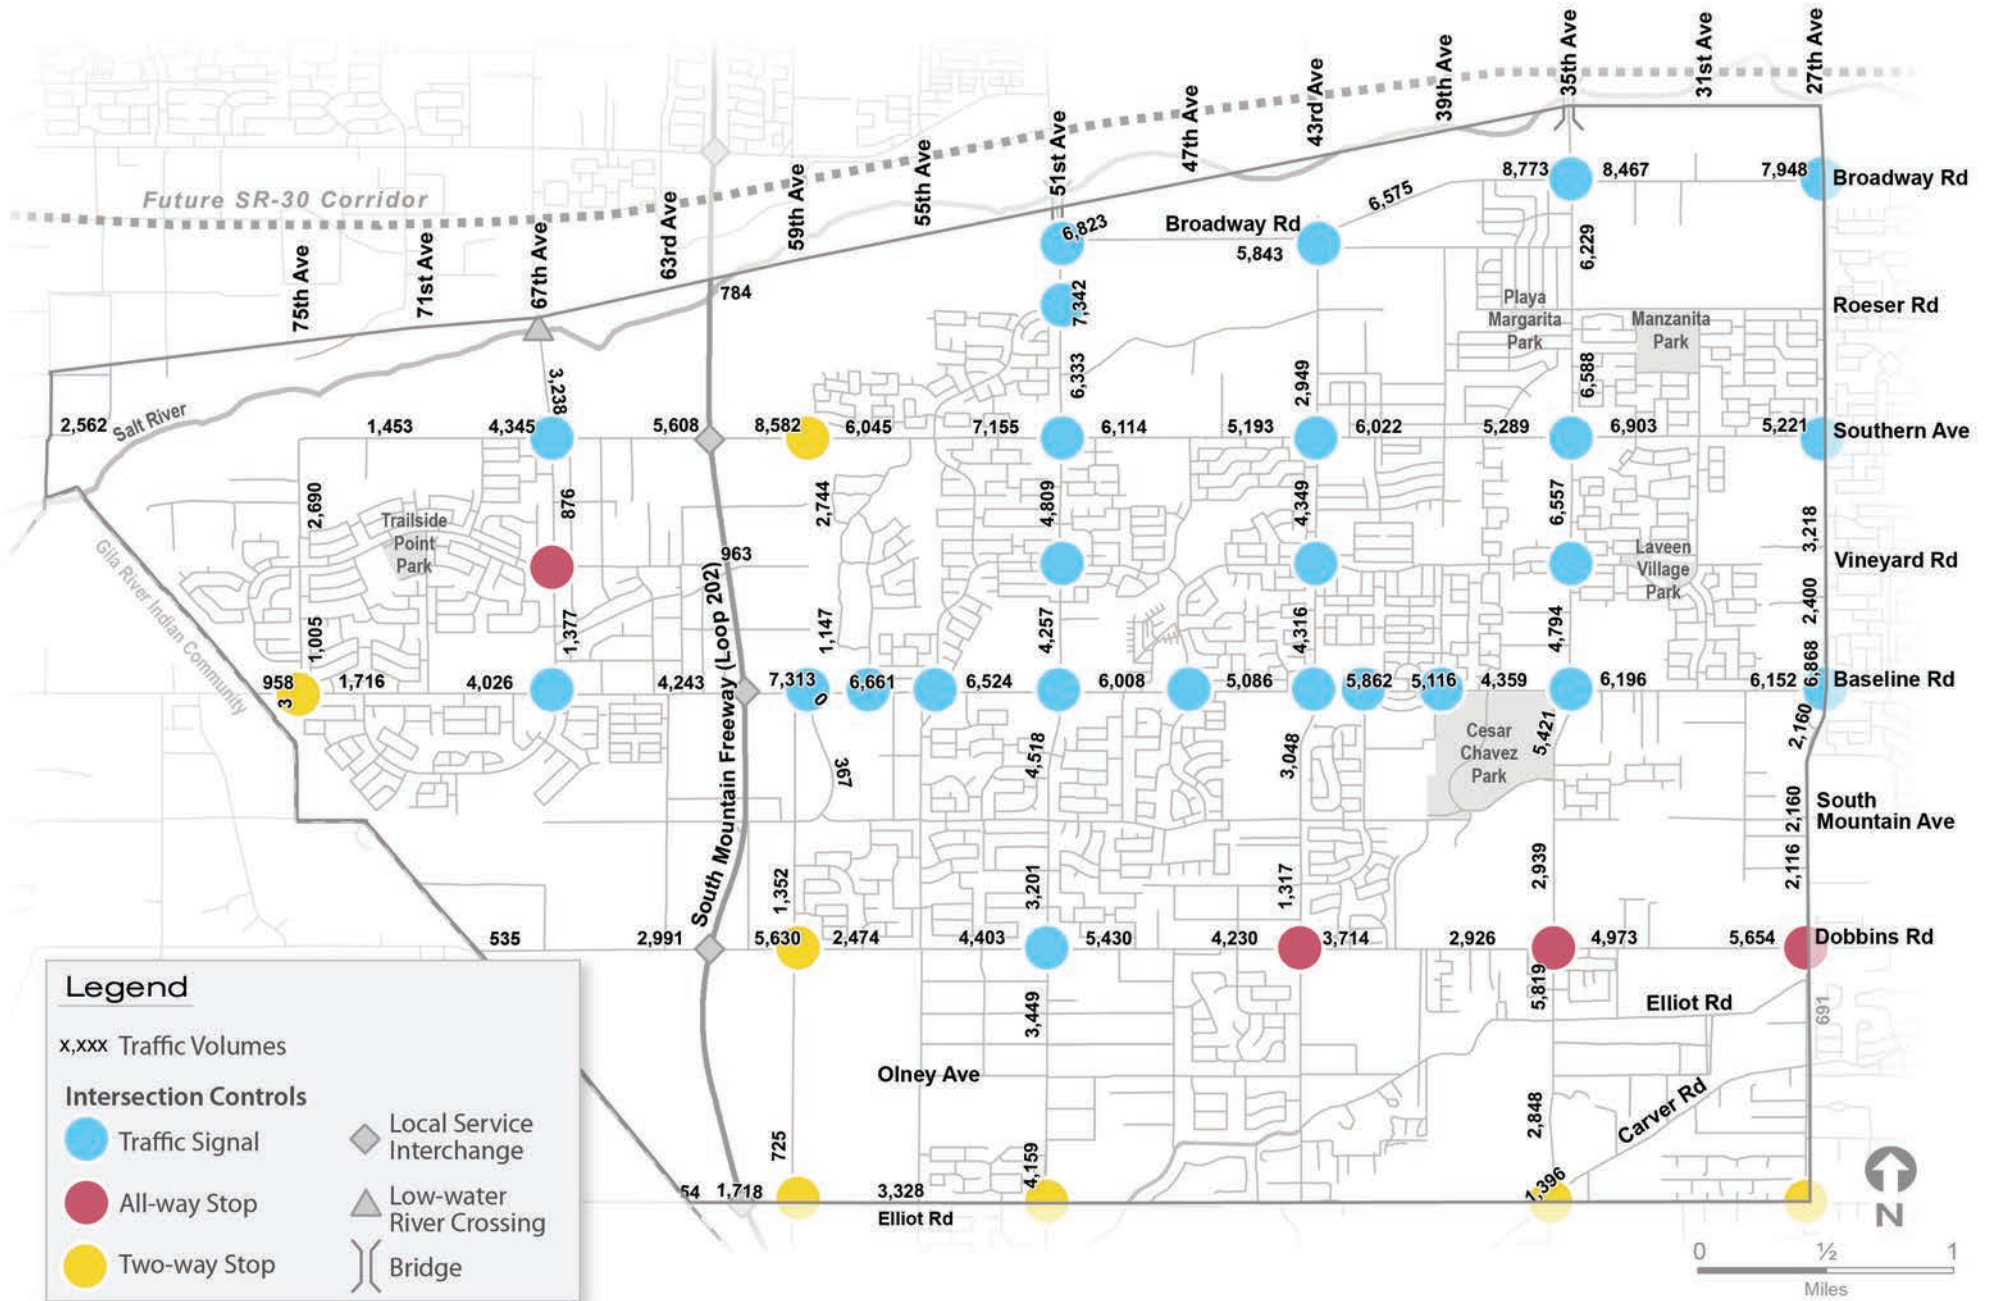 27th Ave
31st Ave
35th Ave
39th Ave
43rd Ave
47th Ave
51st Ave
55th Ave
59th Ave
63rd Ave
67th Ave
71st Ave
75th Ave
Future SR-30 Corridor
8,773
8,467
7,948
Broadway Rd
6,575
6,823
Broadway Rd
5,843
6,229
784
7,342
Playa
Margarita
Park
Manzanita
Park
Roeser Rd
3,238
6,333
2,949
6,588
2,562
Salt River
1,453
4,345
5,608
8,582
6,045
7,155
6,114
5,193
6,022
5,289
6,903
5,221
Southern Ave
2,690
876
2,744
4,809
4,349
6,557
3,218
Trailside
Point
Park
963
Laveen
Village
Park
Vineyard Rd
Gila River Indian Community
1,005
1,377
1,147
4,257
4,316
4,794
2,400
958
3
1,716
4,026
4,243
7,313
0
6,661
6,524
6,008
5,086
5,862
5,116
4,359
6,196
6,152
6,868
Baseline Rd
South Mountain Freeway (Loop 202)
367
4,518
3,048
Cesar
Chavez
Park
5,421
2,160
2,160
South
Mountain Ave
1,352
3,201
1,317
2,939
2,116
535
2,991
5,630
2,474
4,403
5,430
4,230
3,714
2,926
4,973
5,654
Dobbins Rd
3,449
5,819
Elliot Rd
691
Olney Ave
Carver Rd
725
4,159
2,848
54
1,718
3,328
1,396
Elliot Rd
Legend
x,xxx Traffic Volumes
Intersection Controls
Traffic Signal
All-way Stop
Two-way Stop
Local Service
Interchange
Low-water
River Crossing
Bridge
N
0 ½ 1
Miles